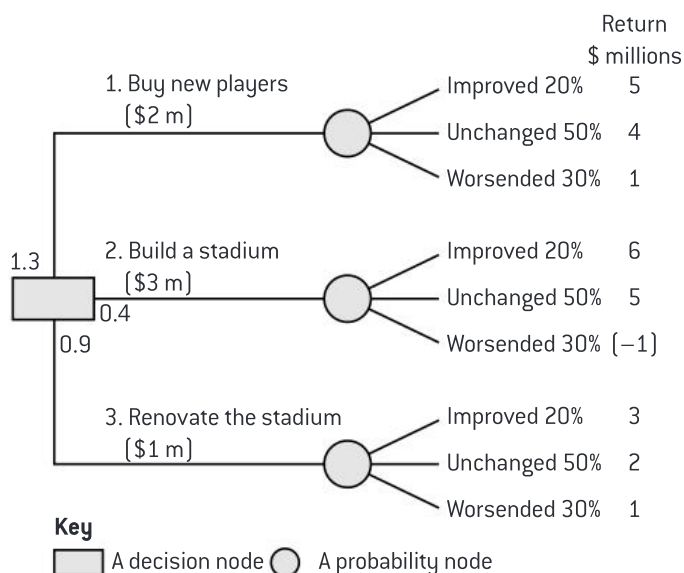 Return
$ millions
1. Buy new players
($2 m)
Improved 20% 5
Unchanged 50% 4
Worsended 30% 1
1.3
2. Build a stadium
($3 m)
0.4
0.9
Improved 20% 6
Unchanged 50% 5
Worsended 30% (–1)
3. Renovate the stadium
($1 m)
Improved 20% 3
Unchanged 50% 2
Worsended 30% 1
Key
A decision node A probability node